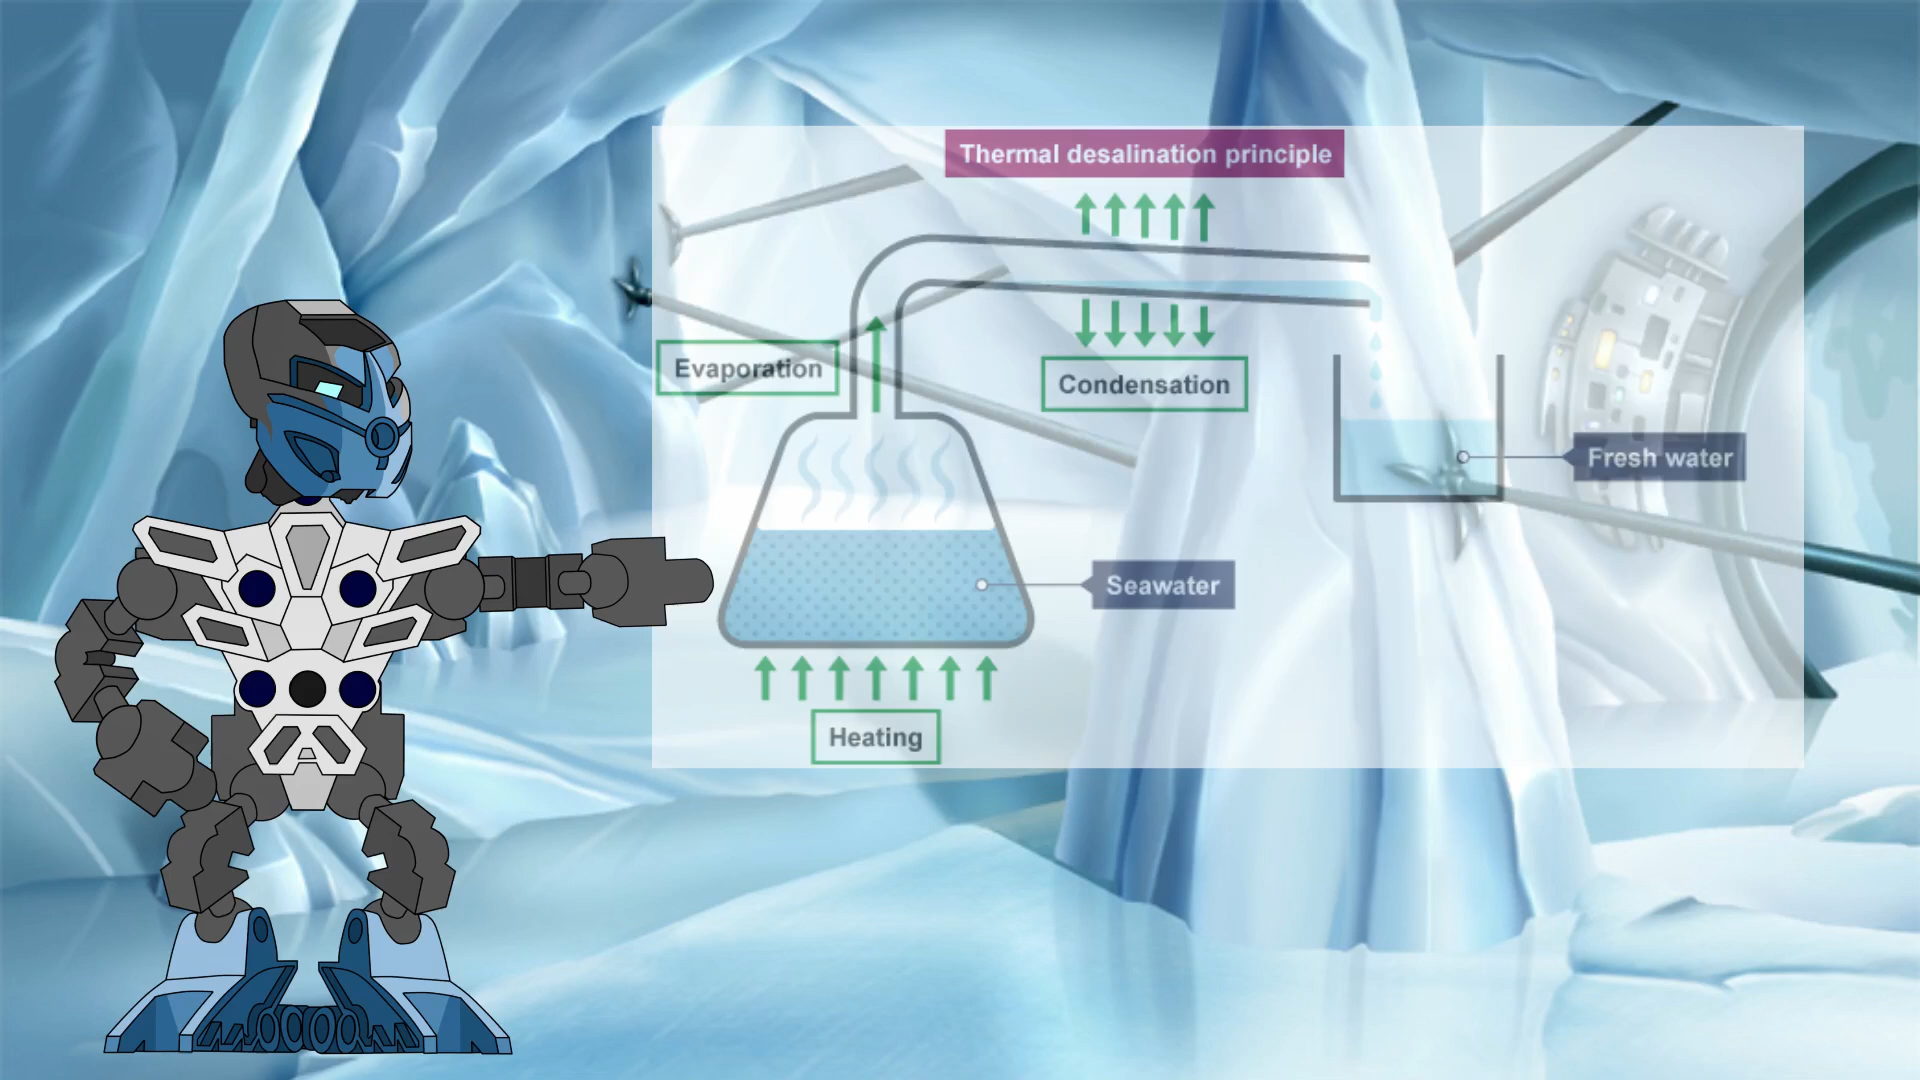 Thermal desalination principle
Evaporation
Condensation
Fresh water
Seawater
Heating